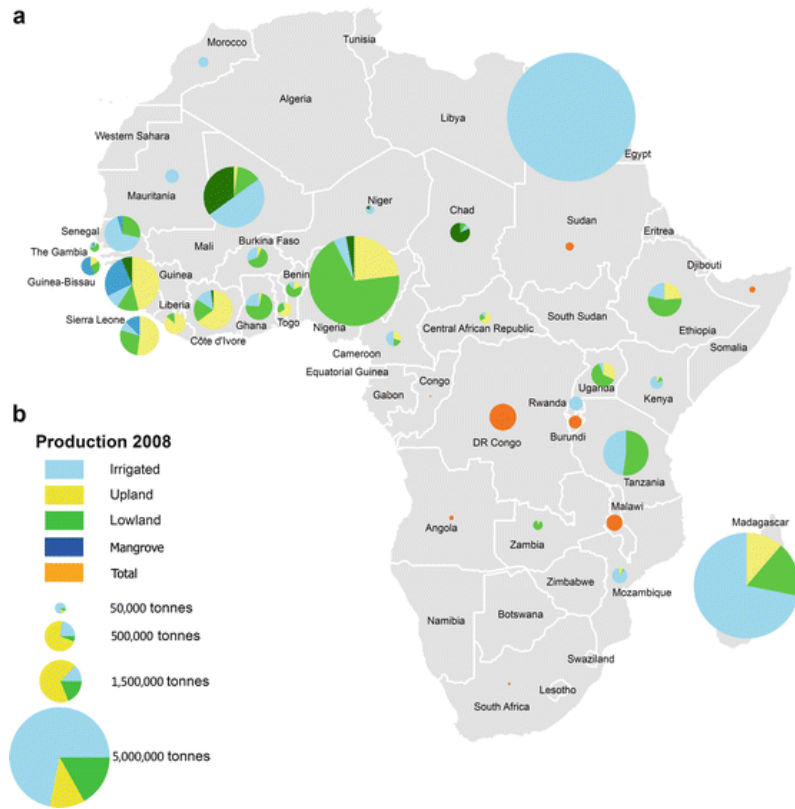 a
Morocco
Tunisia
Algeria
Libya
Egypt
Western Sahara
Mauritania
Mali
Niger
Chad
Sudan
Eritrea
Senegal
The Gambia
Guinea-Bissau
Guinea
Burkina Faso
Benin
Djibouti
Sierra Leone
Liberia
Côte d'Ivoire
Ghana
Togo
Nigeria
Central African Republic
South Sudan
Ethiopia
Somalia
Cameroon
Equatorial Guinea
Gabon
Congo
Uganda
Kenya
Rwanda
DR Congo
Burundi
Tanzania
Malawi
Angola
Zambia
Madagascar
Zimbabwe
Mozambique
Namibia
Botswana
Swaziland
Lesotho
South Africa
b
Production 2008
Irrigated
Upland
Lowland
Mangrove
Total
50,000 tonnes
500,000 tonnes
1,500,000 tonnes
5,000,000 tonnes